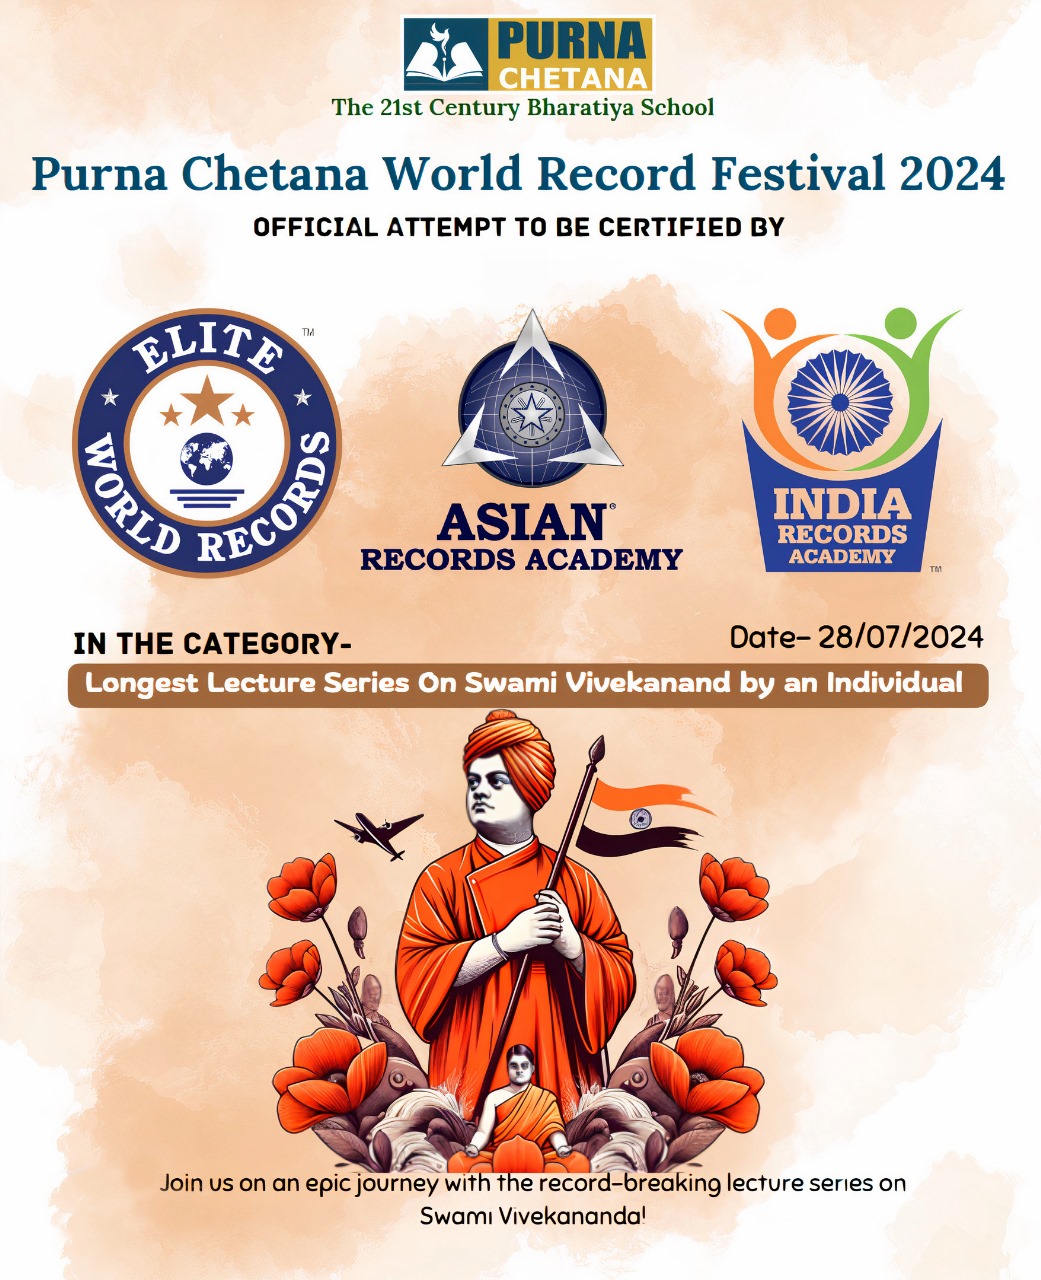 PURNA
CHETANA
The 21st Century Bharatiya School
Purna Chetana World Record Festival 2024
OFFICIAL ATTEMPT TO BE CERTIFIED BY
ELITE
WORLD RECORDS
TM
ASIAN®
RECORDS ACADEMY
INDIA
RECORDS
ACADEMY
TM
IN THE CATEGORY-
Date- 28/07/2024
Longest Lecture Series On Swami Vivekanand by an Individual
Join us on an epic journey with the record-breaking lecture series on
Swami Vivekananda!